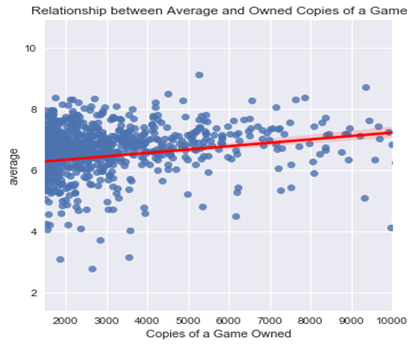 Relationship between Average and Owned Copies of a Game
10
8
6
4
2
average
2000 3000 4000 5000 6000 7000 8000 9000 10000
Copies of a Game Owned